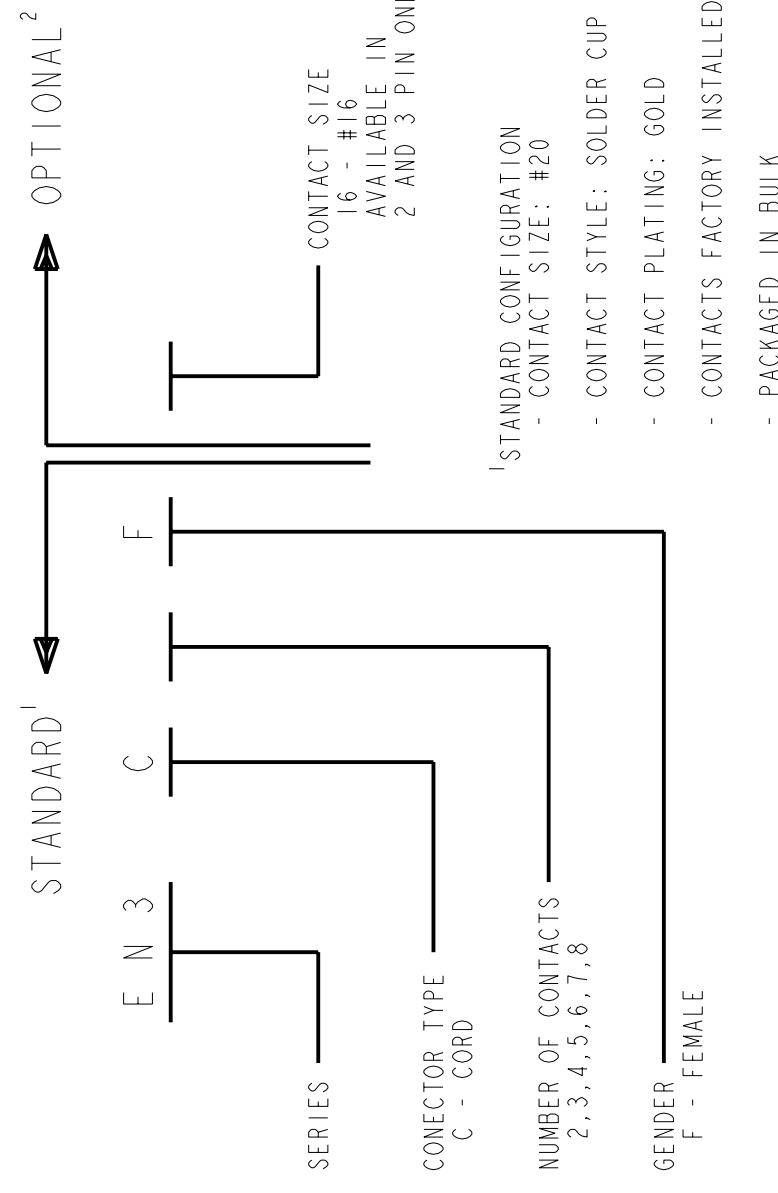 STANDARD¹
OPTIONAL²
EN3 C F
SERIES
CONECTOR TYPE
C - CORD
NUMBER OF CONTACTS
2,3,4,5,6,7,8
GENDER
F - FEMALE
CONTACT SIZE
16 - #16
AVAILABLE IN
2 AND 3 PIN
¹STANDARD CONFIGURATION
- CONTACT SIZE: #20
- CONTACT STYLE: SOLDER CUP
- CONTACT PLATING: GOLD
- CONTACTS FACTORY INSTALLED
- PACKAGED IN BULK